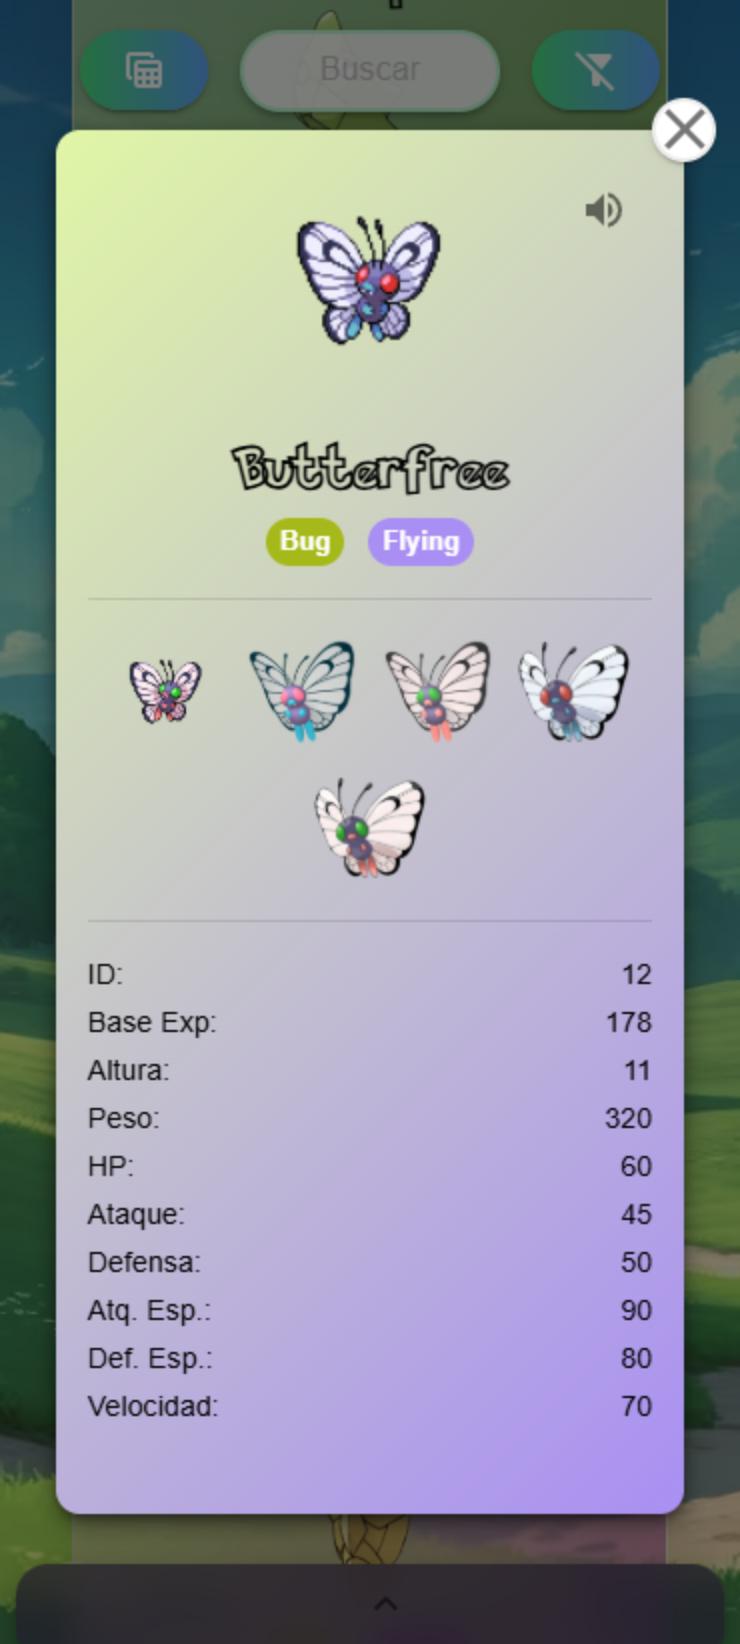 Buscar
Butterfree
Bug Flying
ID: 12
Base Exp: 178
Altura: 11
Peso: 320
HP: 60
Ataque: 45
Defensa: 50
Atq. Esp.: 90
Def. Esp.: 80
Velocidad: 70